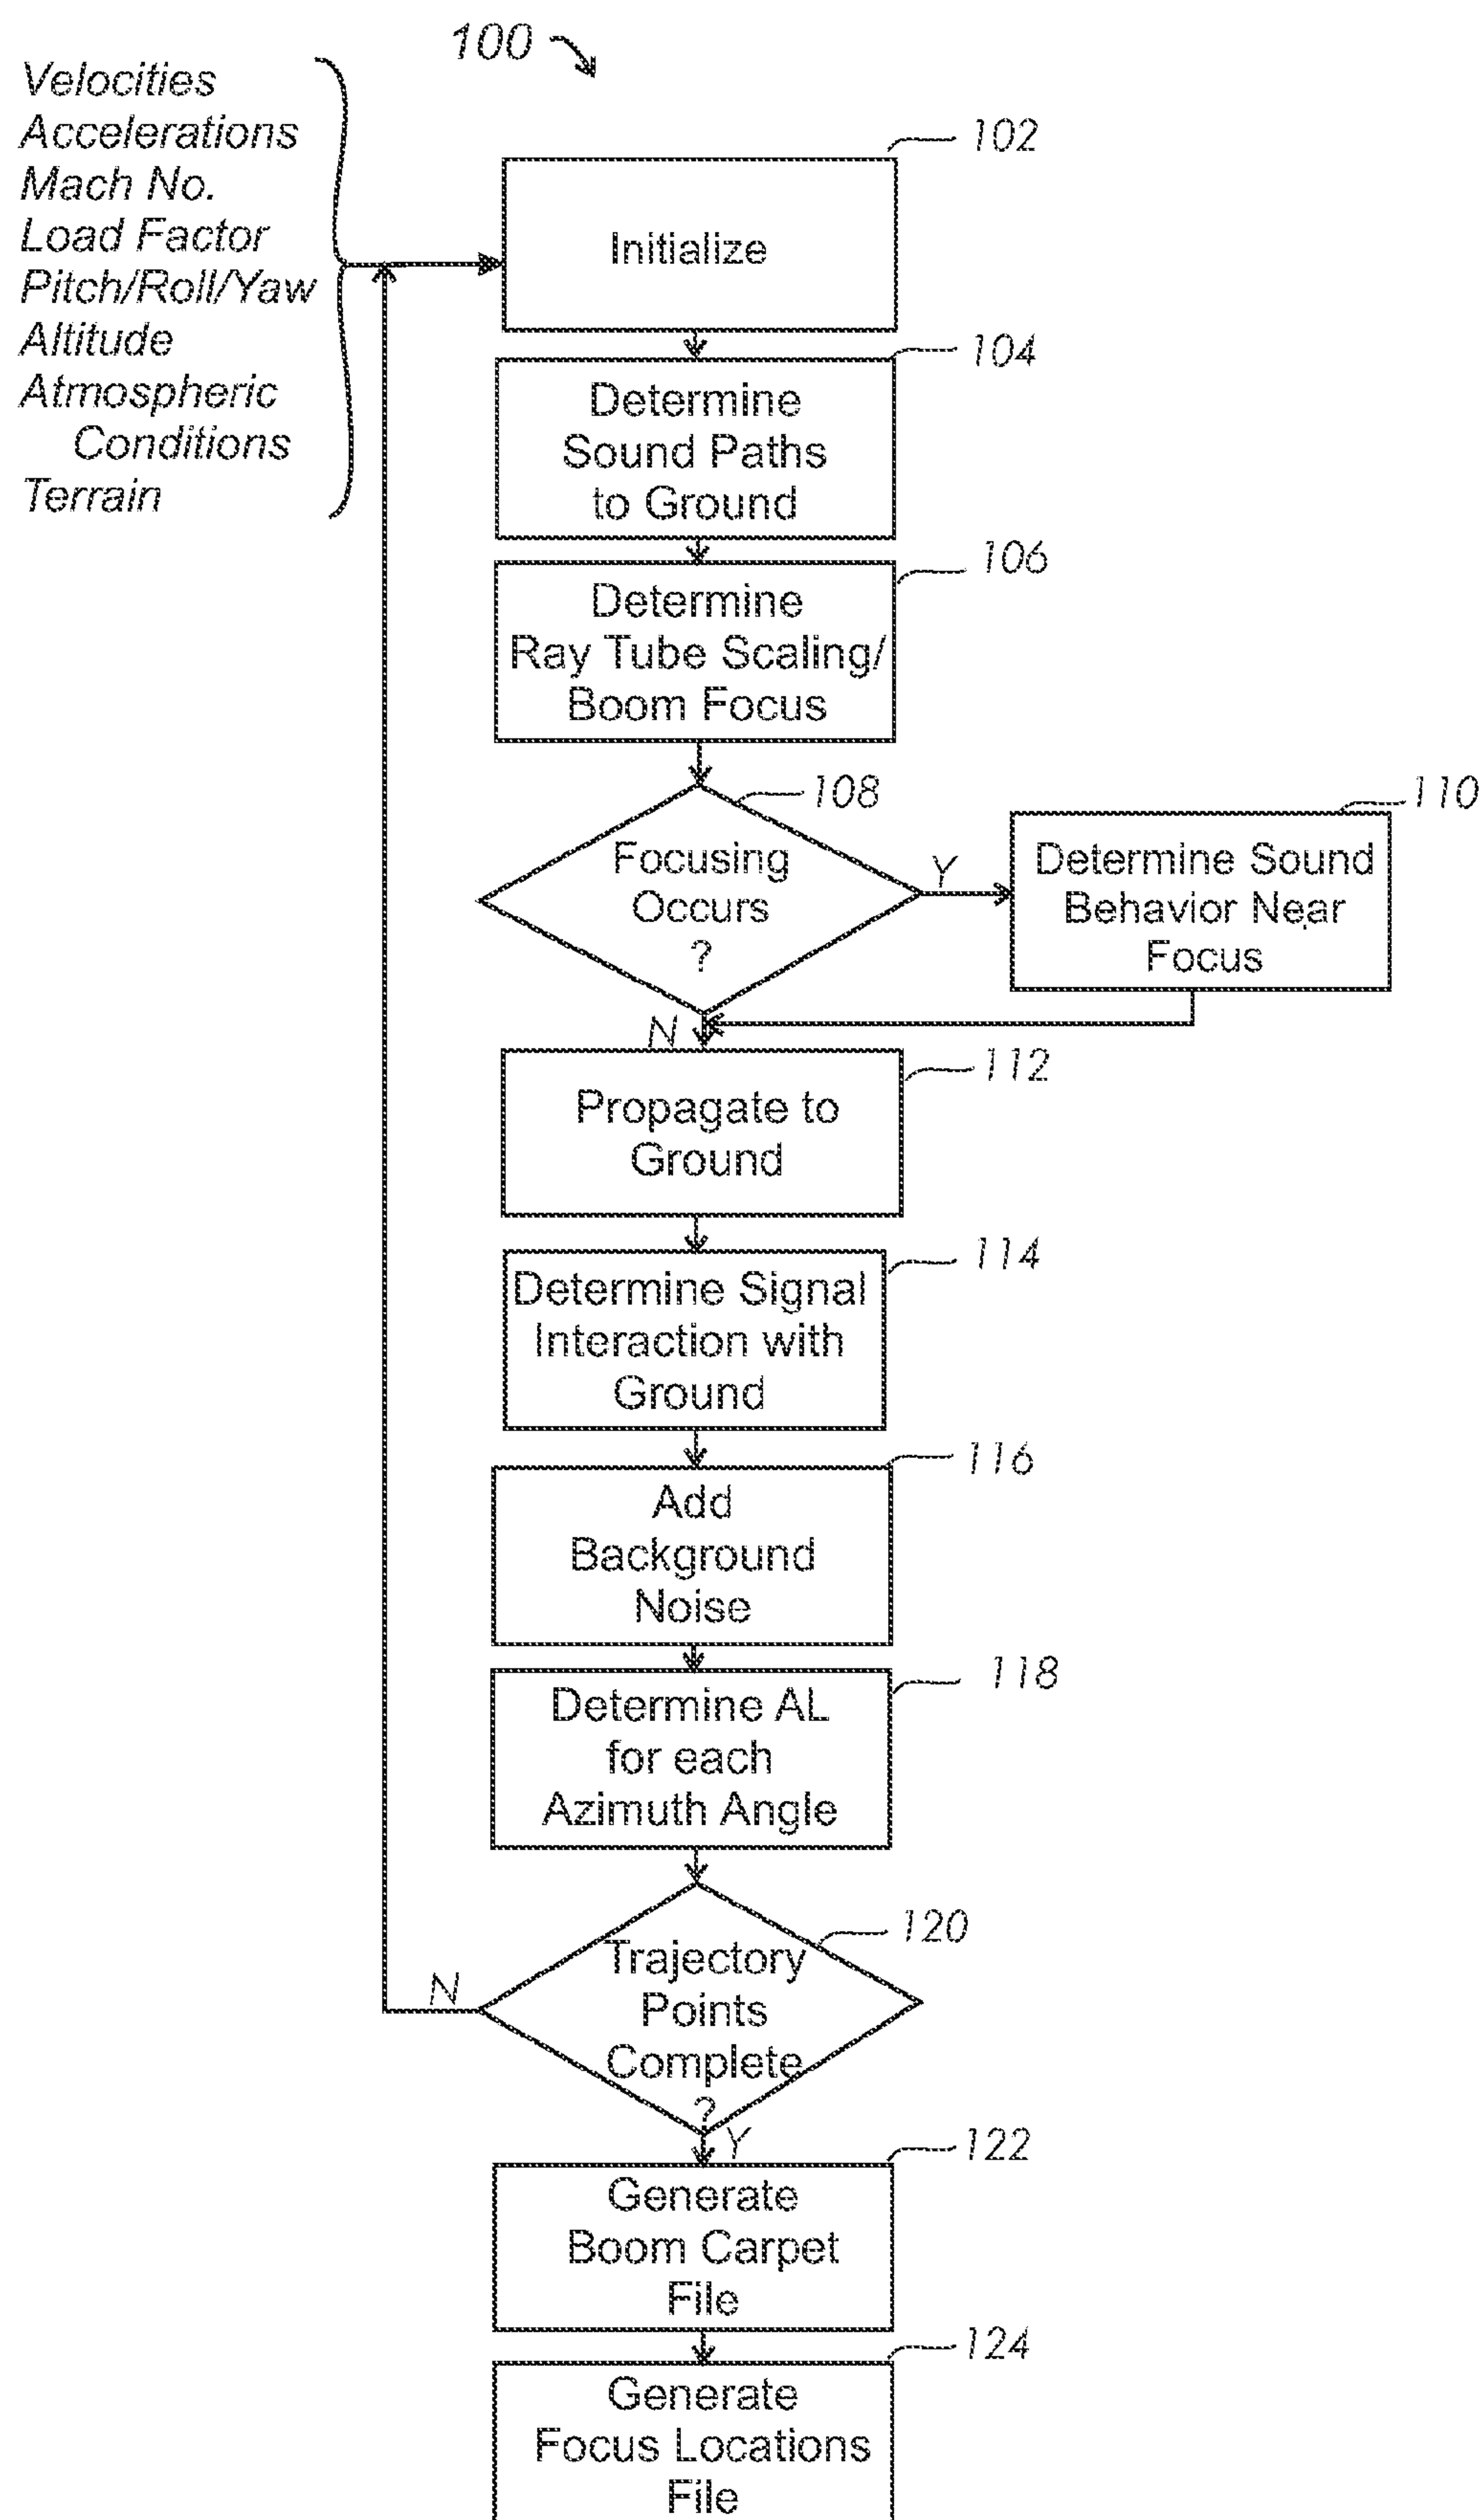 100
Velocities
Accelerations
Mach No.
Load Factor
Pitch/Roll/Yaw
Altitude
Atmospheric
Conditions
Terrain
102
Initialize
104
Determine
Sound Paths
to Ground
106
Determine
Ray Tube Scaling/
Boom Focus
108
Focusing
Occurs
?
Y
N
110
Determine Sound
Behavior Near
Focus
112
Propagate to
Ground
114
Determine Signal
Interaction with
Ground
116
Add
Background
Noise
118
Determine AL
for each
Azimuth Angle
120
Trajectory
Points
Complete
?
N
Y
122
Generate
Boom Carpet
File
124
Generate
Focus Locations
File